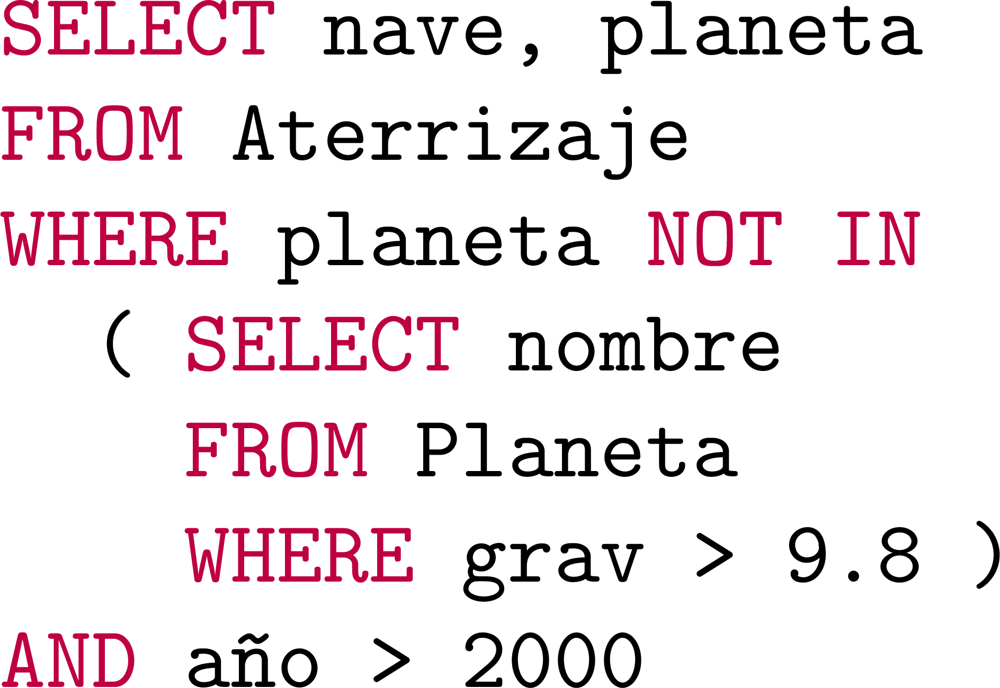 SELECT nave, planeta
FROM Aterrizaje
WHERE planeta NOT IN
( SELECT nombre
FROM Planeta
WHERE grav > 9.8 )
AND año > 2000